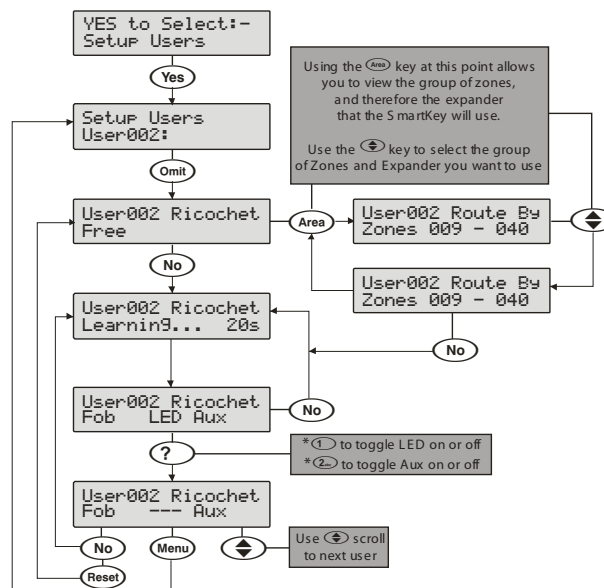 YES to Select:-
Setup Users
Yes
Setup Users
User002:
Omit
User002 Ricochet
Free
No
User002 Ricochet
Learning... 20s
User002 Ricochet
Fob LED Aux
No
?
User002 Ricochet
Fob --- Aux
No
Menu
Reset
Using the Area key at this point allows
you to view the group of zones,
and therefore the expander
that the SmartKey will use.
Use the key to select the group
of Zones and Expander you want to use
Area
User002 Route By
Zones 009 - 040
User002 Route By
Zones 009 - 040
No
* 1 to toggle LED on or off
* 2 to toggle Aux on or off
Use scroll
to next user